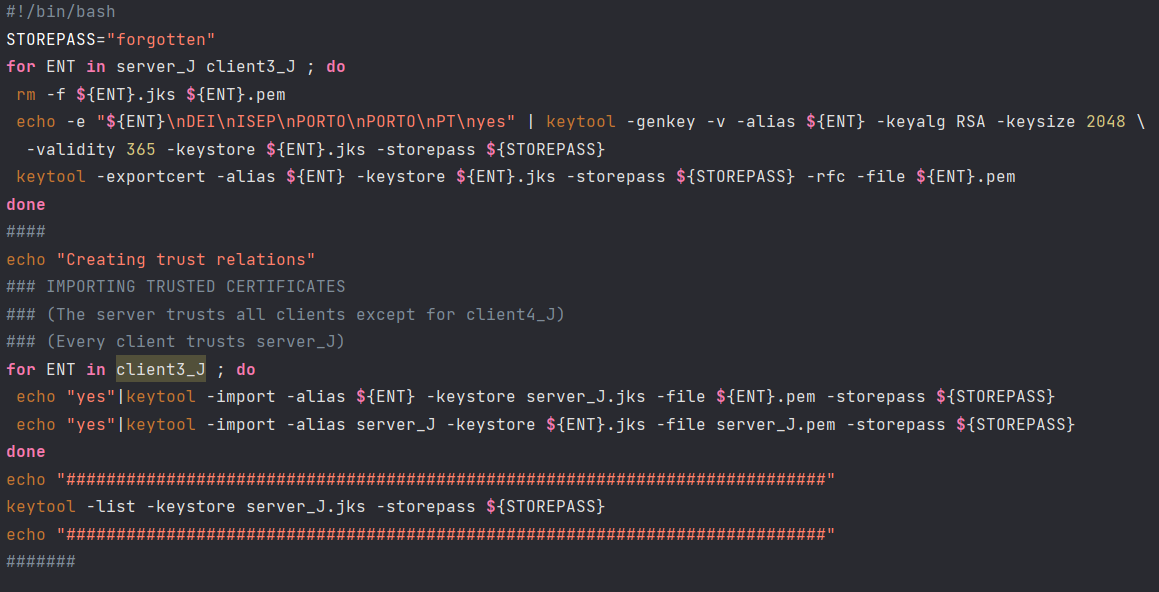 #!/bin/bash
STOREPASS="forgotten"
for ENT in server_J client3_J ; do
 rm -f ${ENT}.jks ${ENT}.pem
 echo -e "${ENT}\nDEI\nISEP\nPORTO\nPORTO\nPT\nyes" | keytool -genkey -v -alias ${ENT} -keyalg RSA -keysize 2048 \
  -validity 365 -keystore ${ENT}.jks -storepass ${STOREPASS}
 keytool -exportcert -alias ${ENT} -keystore ${ENT}.jks -storepass ${STOREPASS} -rfc -file ${ENT}.pem
done
####
echo "Creating trust relations"
### IMPORTING TRUSTED CERTIFICATES
### (The server trusts all clients except for client4_J)
### (Every client trusts server_J)
for ENT in client3_J ; do
 echo "yes"|keytool -import -alias ${ENT} -keystore server_J.jks -file ${ENT}.pem -storepass ${STOREPASS}
 echo "yes"|keytool -import -alias server_J -keystore ${ENT}.jks -file server_J.pem -storepass ${STOREPASS}
done
echo "############################################################################"
keytool -list -keystore server_J.jks -storepass ${STOREPASS}
echo "############################################################################"
#######